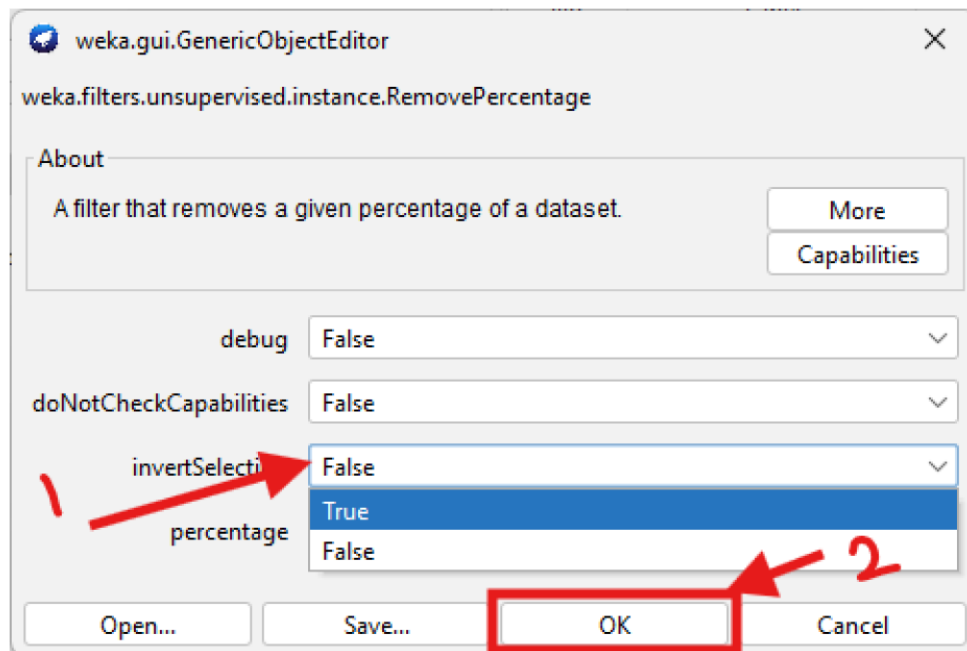 weka.gui.GenericObjectEditor
weka.filters.unsupervised.instance.RemovePercentage
About
A filter that removes a given percentage of a dataset.
More
Capabilities
debug False
doNotCheckCapabilities False
1 invertSelecti False
True
percentage
False
2
Open... Save... OK Cancel